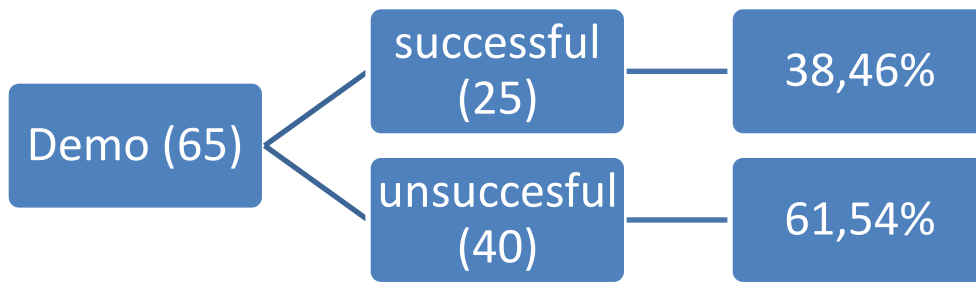 Demo (65)
successful
(25)
38,46%
unsuccesful
(40)
61,54%